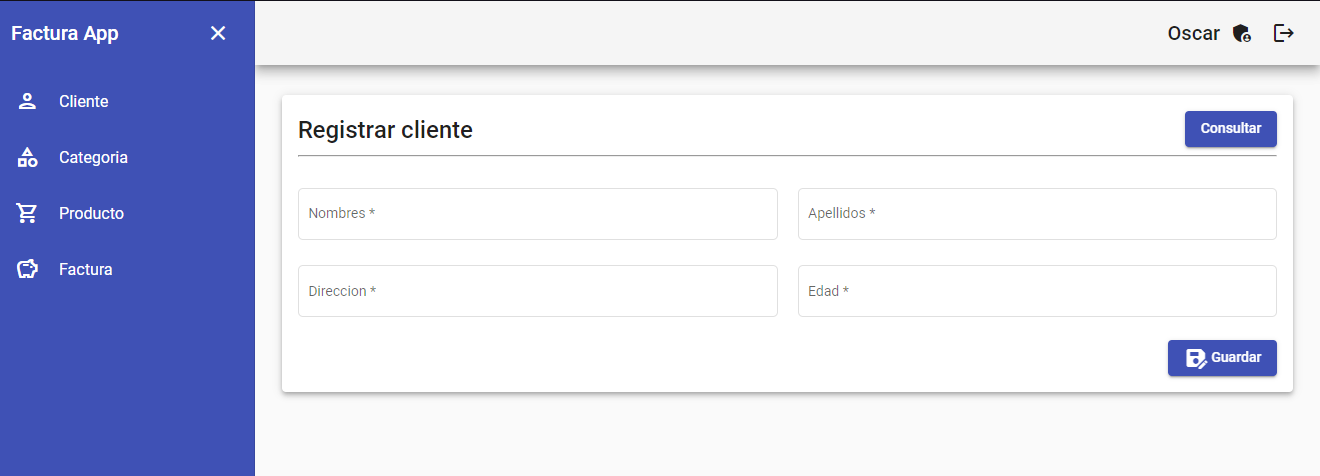 Factura App
Oscar
Cliente
Categoria
Producto
Factura
Registrar cliente
Consultar
Nombres *
Apellidos *
Direccion *
Edad *
Guardar